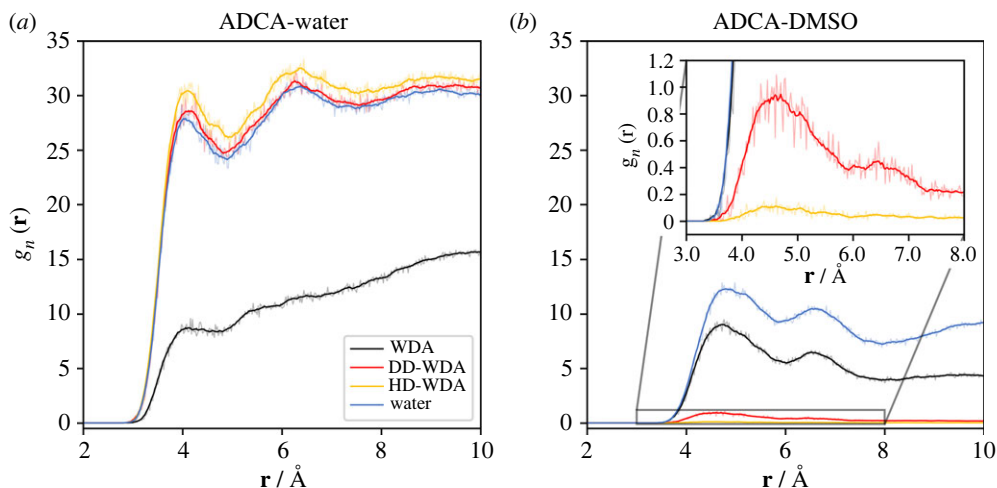 (a) ADCA-water
35
30
25
20
15
10
5
0
gn (r)
2 4 6 8 10
r / Å
WDA
DD-WDA
HD-WDA
water
(b) ADCA-DMSO
35
30
25
20
15
10
5
0
2 4 6 8 10
r / Å
1.2
1.0
0.8
0.6
0.4
0.2
0
gn (r)
3.0 4.0 5.0 6.0 7.0 8.0
r / Å